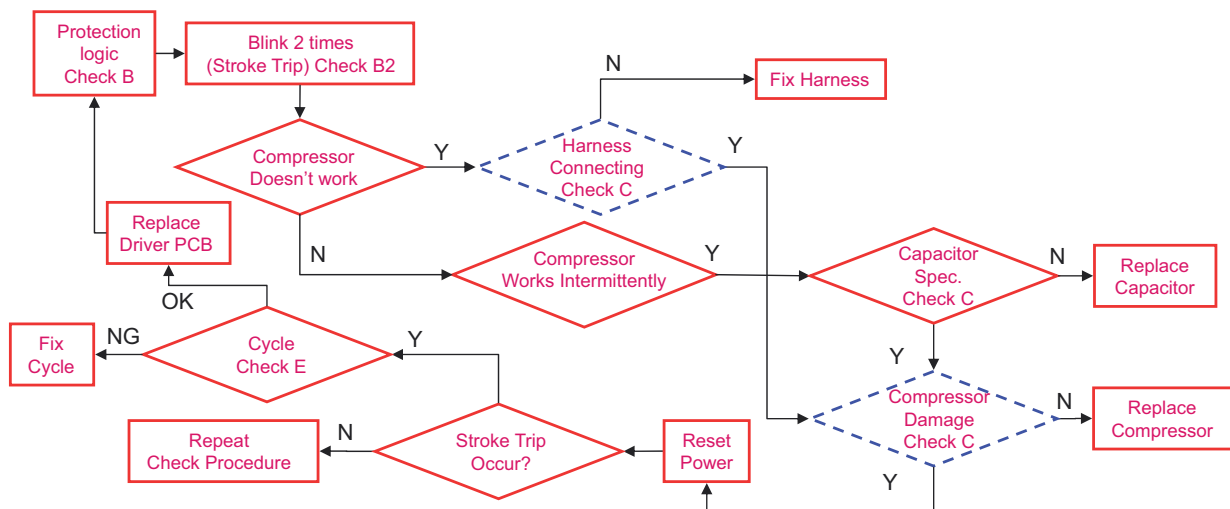 Protection
logic
Check B
Blink 2 times
(Stroke Trip) Check B2
N
Fix Harness
Compressor
Doesn't work
Y
Harness
Connecting
Check C
Y
Replace
Driver PCB
N
Compressor
Works Intermittently
Y
Capacitor
Spec.
Check C
N
Replace
Capacitor
OK
Fix
Cycle
NG
Cycle
Check E
Y
Y
Compressor
Damage
Check C
N
Replace
Compressor
Repeat
Check Procedure
N
Stroke Trip
Occur?
Reset
Power
Y